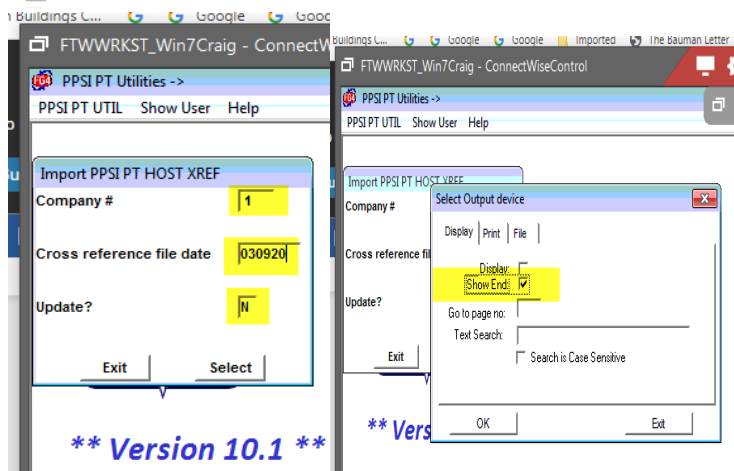 Buildings C... Google Goo
FTWWRKST_Win7Craig - ConnectW
PPSI PT Utilities ->
PPSI PT UTIL Show User Help
Import PPSI PT HOST XREF
Company # 1
Cross reference file date 030920
Update? N
Exit Select
** Version 10.1 **
Buildings C... Google Google Imported The Bauman Letter
FTWWRKST_Win7Craig - ConnectWiseControl
PPSI PT Utilities ->
PPSI PT UTIL Show User Help
Import PPSI PT HOST XREF
Company #
Cross reference fil
Update?
Exit
** Vers
Select Output device
Display Print File
Display:
Show End:
Go to page no:
Text Search:
Search is Case Sensitive
OK Exit